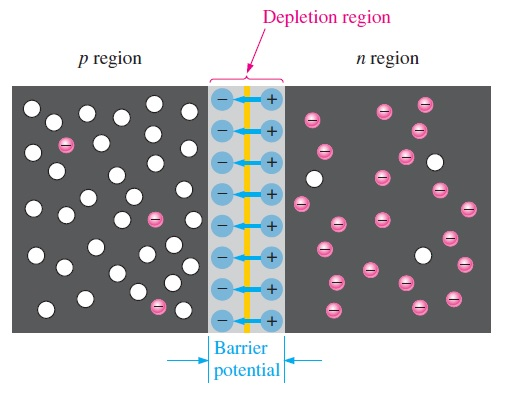 Depletion region
p region
n region
– +
– +
– +
– +
– +
– +
– +
– +
Barrier
potential